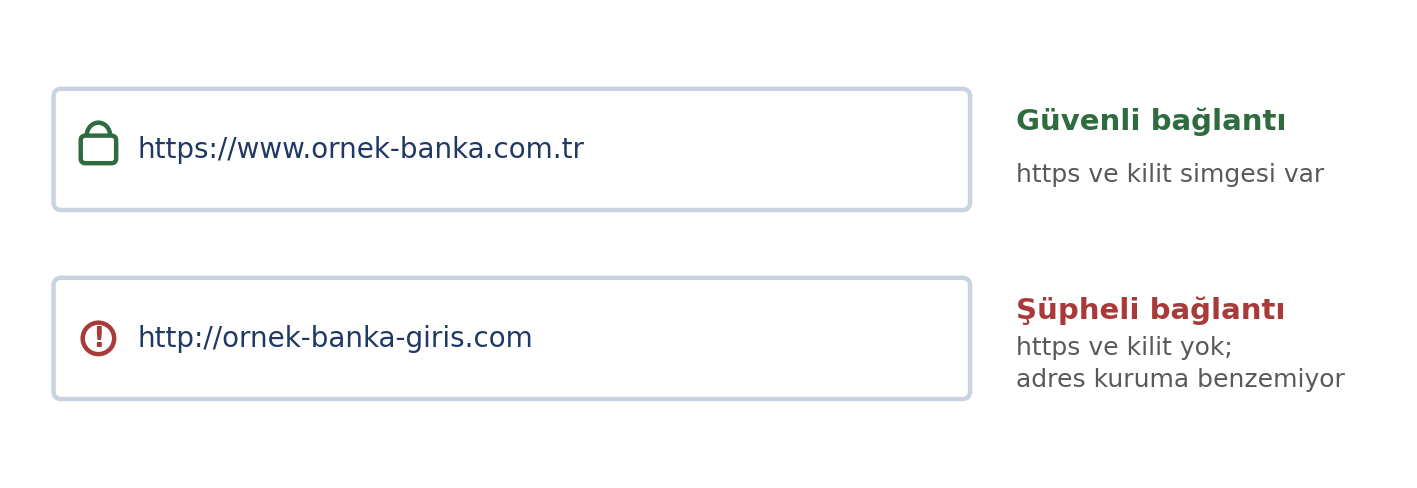 https://www.ornek-banka.com.tr
Güvenli bağlantı
https ve kilit simgesi var
http://ornek-banka-giris.com
Şüpheli bağlantı
https ve kilit yok;
adres kuruma benzemiyor